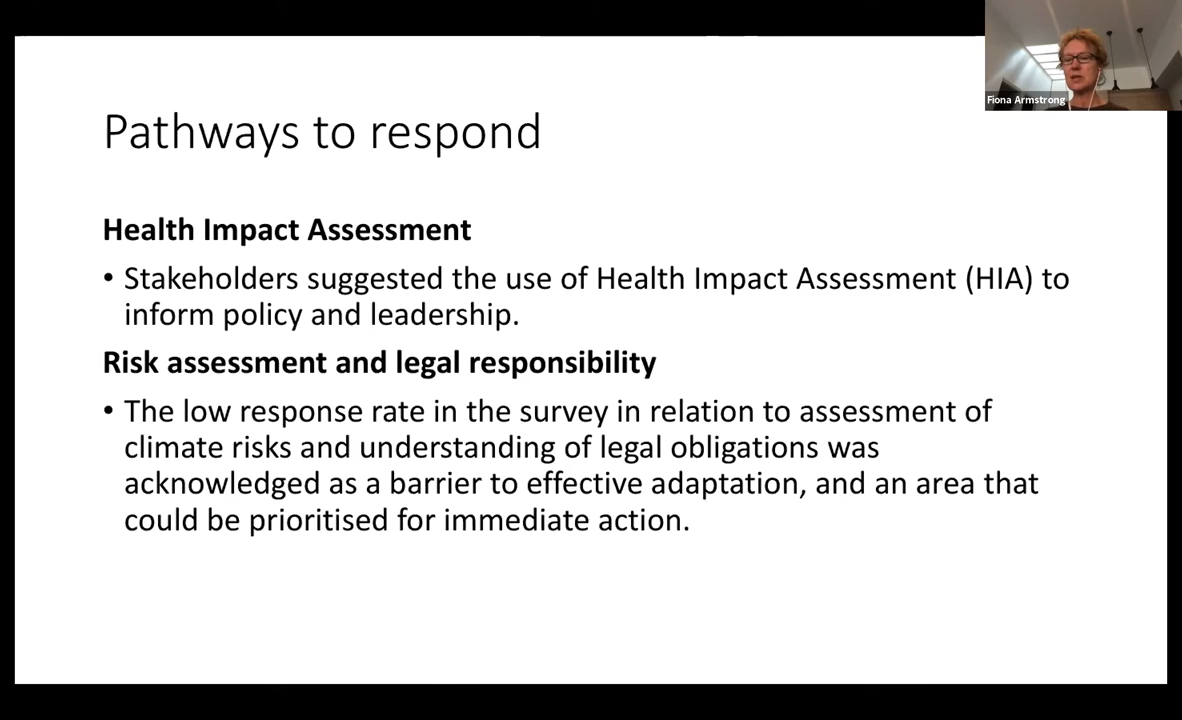 Fiona Armstrong
Pathways to respond
Health Impact Assessment
• Stakeholders suggested the use of Health Impact Assessment (HIA) to
inform policy and leadership.
Risk assessment and legal responsibility
• The low response rate in the survey in relation to assessment of
climate risks and understanding of legal obligations was
acknowledged as a barrier to effective adaptation, and an area that
could be prioritised for immediate action.